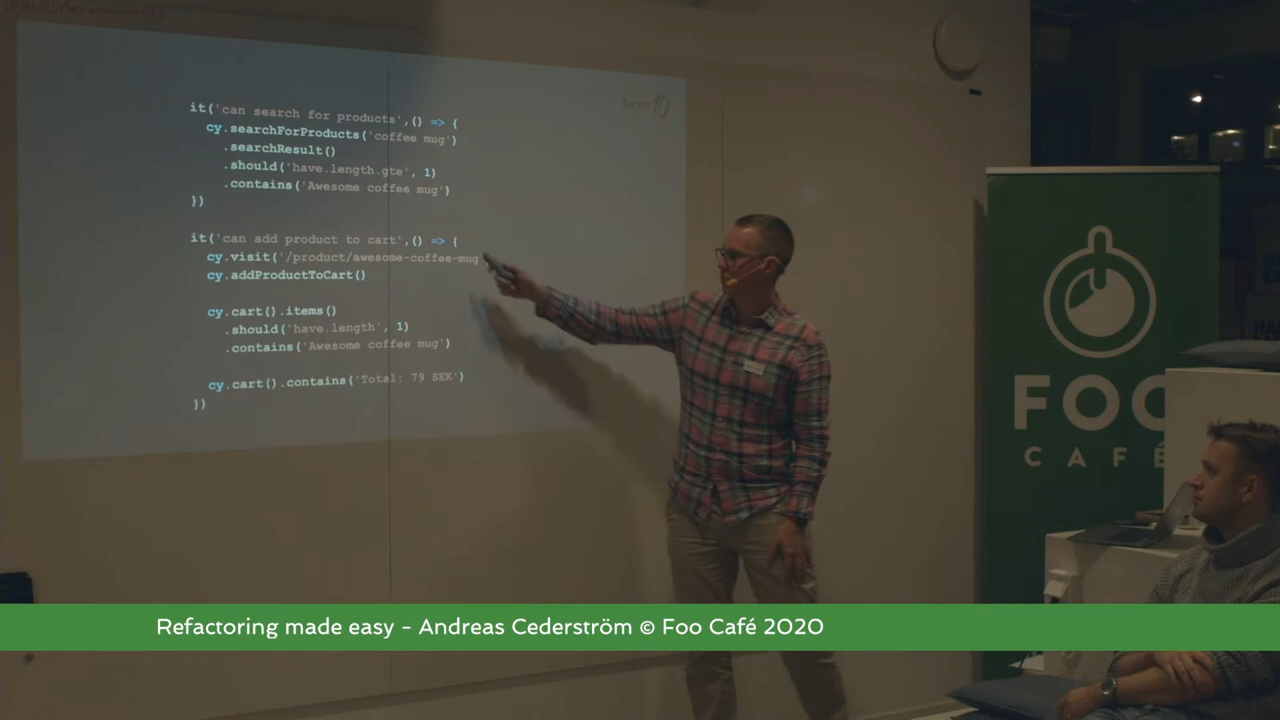 factor10
it('can search for products',() => {
cy.searchForProducts('coffee mug')
.searchResult()
.should('have.length.gte', 1)
.contains('Awesome coffee mug')
})
it('can add product to cart',() => {
cy.visit('/product/awesome-coffee-mug
cy.addProductToCart()
cy.cart().items()
.should('have.length', 1)
.contains('Awesome coffee mug')
cy.cart().contains('Total: 79 SEK')
})
FOO
CAFÉ
Refactoring made easy - Andreas Cederström © Foo Café 2020